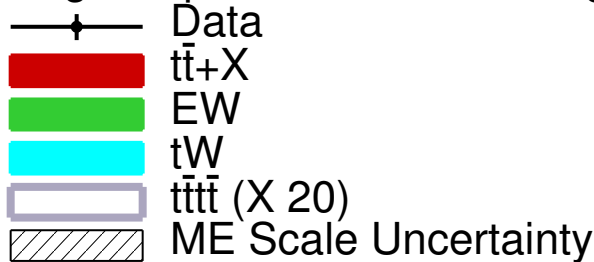 Data
tt̄+X
EW
tW
tt̄tt̄ (X 20)
ME Scale Uncertainty